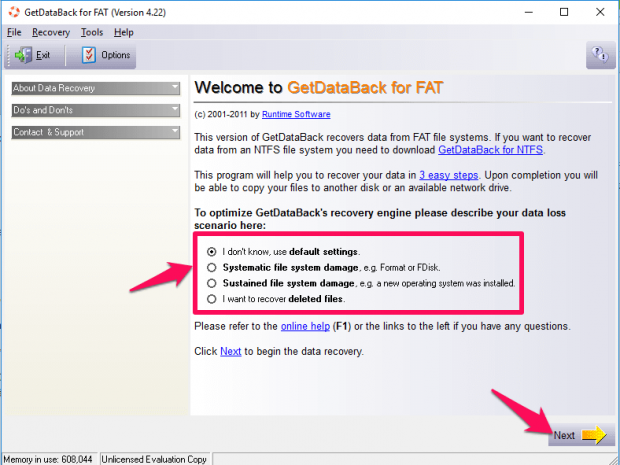 GetDataBack for FAT (Version 4.22)
File Recovery Tools Help
Exit Options
About Data Recovery
Do's and Don'ts
Contact & Support
Welcome to GetDataBack for FAT
(c) 2001-2011 by Runtime Software
This version of GetDataBack recovers data from FAT file systems. If you want to recover
data from an NTFS file system you need to download GetDataBack for NTFS.
This program will help you to recover your data in 3 easy steps. Upon completion you will
be able to copy your files to another disk or an available network drive.
To optimize GetDataBack's recovery engine please describe your data loss
scenario here:
I don't know, use default settings.
Systematic file system damage, e.g. Format or FDisk.
Sustained file system damage, e.g. a new operating system was installed.
I want to recover deleted files.
Please refer to the online help (F1) or the links to the left if you have any questions.
Click Next to begin the data recovery.
Next
Memory in use: 608,044 Unlicensed Evaluation Copy